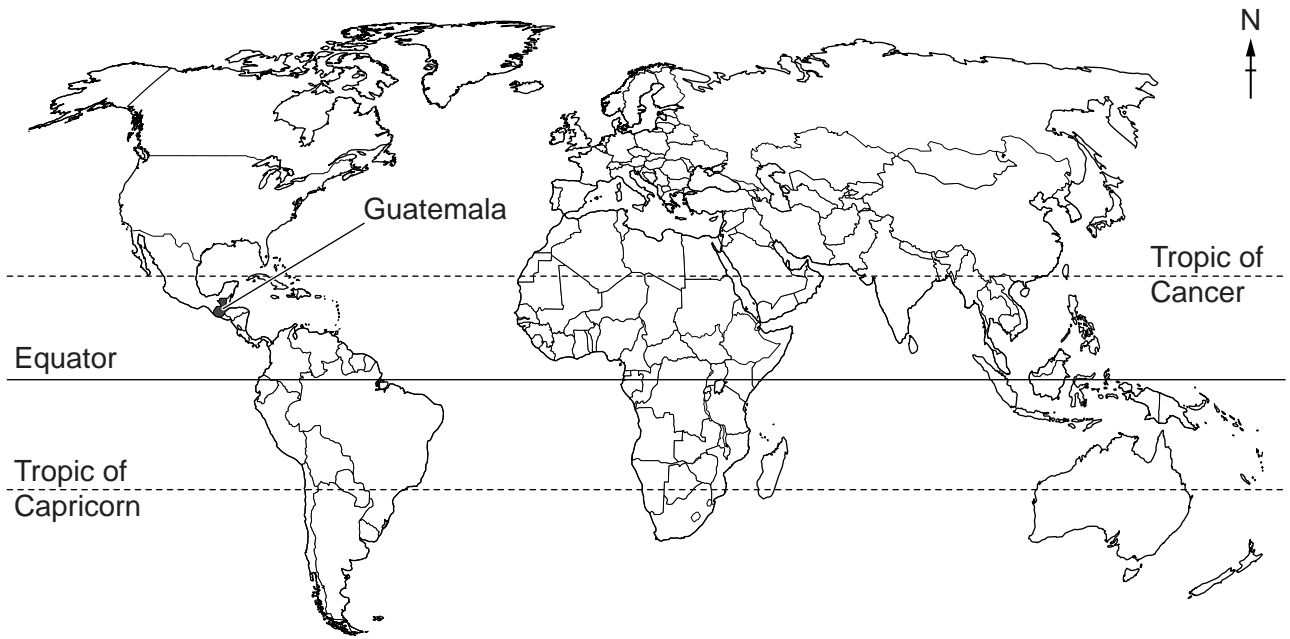 N
Guatemala
Tropic of
Cancer
Equator
Tropic of
Capricorn